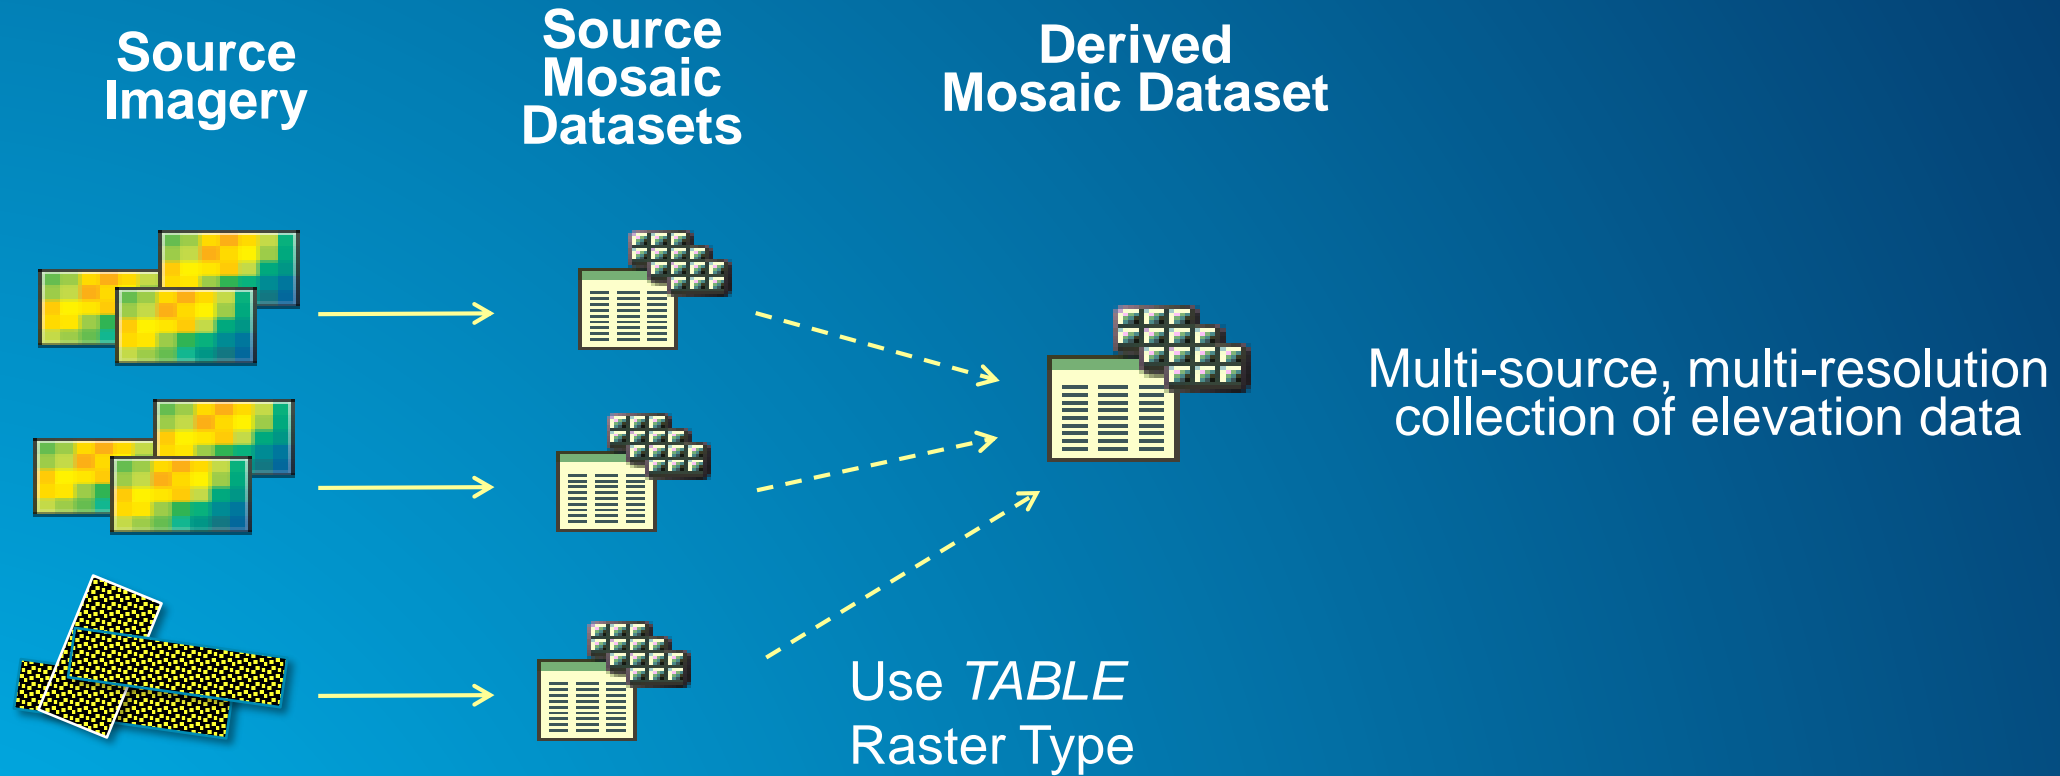 Source
Imagery
Source
Mosaic
Datasets
Derived
Mosaic Dataset
Multi-source, multi-resolution
collection of elevation data
Use TABLE
Raster Type